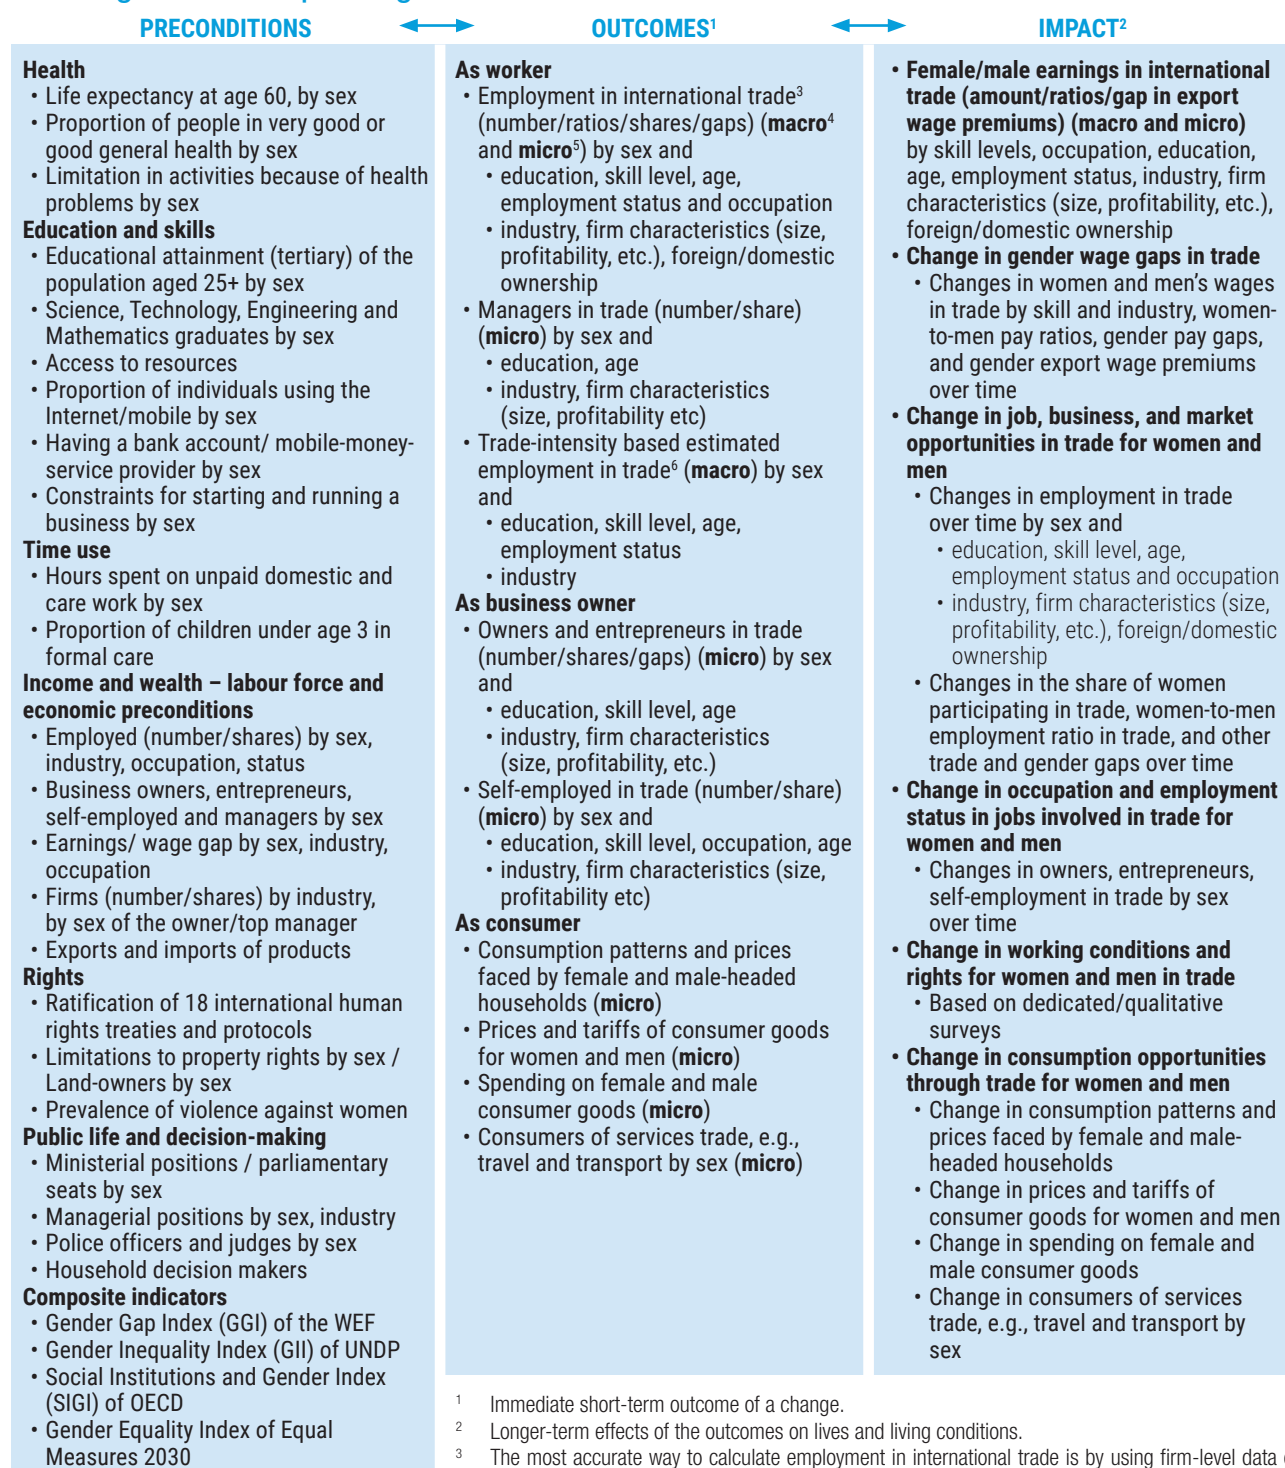 PRECONDITIONS
OUTCOMES¹
IMPACT²
Health
• Life expectancy at age 60, by sex
• Proportion of people in very good or
good general health by sex
• Limitation in activities because of health
problems by sex
Education and skills
• Educational attainment (tertiary) of the
population aged 25+ by sex
• Science, Technology, Engineering and
Mathematics graduates by sex
• Access to resources
• Proportion of individuals using the
Internet/mobile by sex
• Having a bank account/ mobile-money-
service provider by sex
• Constraints for starting and running a
business by sex
Time use
• Hours spent on unpaid domestic and
care work by sex
• Proportion of children under age 3 in
formal care
Income and wealth – labour force and
economic preconditions
• Employed (number/shares) by sex,
industry, occupation, status
• Business owners, entrepreneurs,
self-employed and managers by sex
• Earnings/ wage gap by sex, industry,
occupation
• Firms (number/shares) by industry,
by sex of the owner/top manager
• Exports and imports of products
Rights
• Ratification of 18 international human
rights treaties and protocols
• Limitations to property rights by sex /
Land-owners by sex
• Prevalence of violence against women
Public life and decision-making
• Ministerial positions / parliamentary
seats by sex
• Managerial positions by sex, industry
• Police officers and judges by sex
• Household decision makers
Composite indicators
• Gender Gap Index (GGI) of the WEF
• Gender Inequality Index (GII) of UNDP
• Social Institutions and Gender Index
(SIGI) of OECD
• Gender Equality Index of Equal
Measures 2030
As worker
• Employment in international trade³
(number/ratios/shares/gaps) (macro⁴
and micro⁵) by sex and
• education, skill level, age,
employment status and occupation
• industry, firm characteristics (size,
profitability, etc.), foreign/domestic
ownership
• Managers in trade (number/share)
(micro) by sex and
• education, age
• industry, firm characteristics
(size, profitability etc)
• Trade-intensity based estimated
employment in trade⁶ (macro) by sex
and
• education, skill level, age,
employment status
• industry
As business owner
• Owners and entrepreneurs in trade
(number/shares/gaps) (micro) by sex
and
• education, skill level, age
• industry, firm characteristics
(size, profitability, etc.)
• Self-employed in trade (number/share)
(micro) by sex and
• education, skill level, occupation, age
• industry, firm characteristics (size,
profitability etc)
As consumer
• Consumption patterns and prices
faced by female and male-headed
households (micro)
• Prices and tariffs of consumer goods
for women and men (micro)
• Spending on female and male
consumer goods (micro)
• Consumers of services trade, e.g.,
travel and transport by sex (micro)
• Female/male earnings in international
trade (amount/ratios/gap in export
wage premiums) (macro and micro)
by skill levels, occupation, education,
age, employment status, industry, firm
characteristics (size, profitability, etc.),
foreign/domestic ownership
• Change in gender wage gaps in trade
• Changes in women and men's wages
in trade by skill and industry, women-
to-men pay ratios, gender pay gaps,
and gender export wage premiums
over time
• Change in job, business, and market
opportunities in trade for women and
men
• Changes in employment in trade
over time by sex and
• education, skill level, age,
employment status and occupation
• industry, firm characteristics (size,
profitability, etc.), foreign/domestic
ownership
• Changes in the share of women
participating in trade, women-to-men
employment ratio in trade, and other
trade and gender gaps over time
• Change in occupation and employment
status in jobs involved in trade for
women and men
• Changes in owners, entrepreneurs,
self-employment in trade by sex
over time
• Change in working conditions and
rights for women and men in trade
• Based on dedicated/qualitative
surveys
• Change in consumption opportunities
through trade for women and men
• Change in consumption patterns and
prices faced by female and male-
headed households
• Change in prices and tariffs of
consumer goods for women and men
• Change in spending on female and
male consumer goods
• Change in consumers of services
trade, e.g., travel and transport by
sex
¹ Immediate short-term outcome of a change.
² Longer-term effects of the outcomes on lives and living conditions.
³ The most accurate way to calculate employment in international trade is by using firm-level data